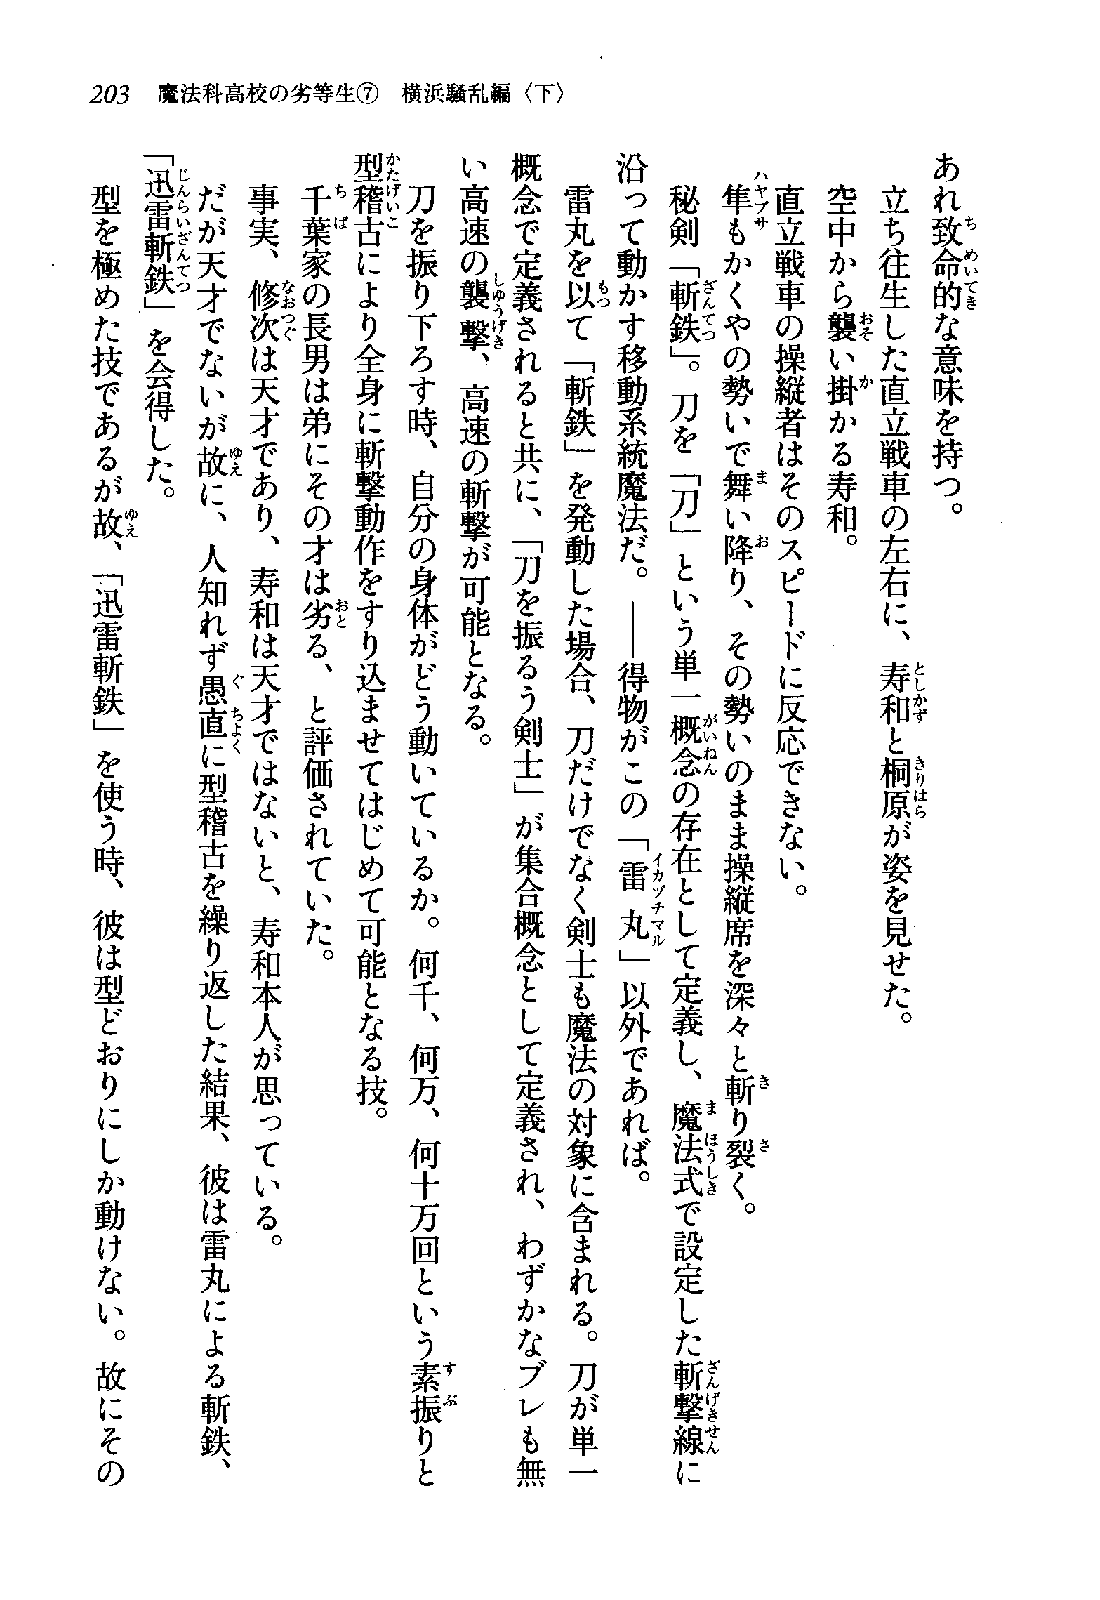 203　魔法科高校の劣等生⑦　横浜騒乱編〈下〉
あれ致命的な意味を持つ。
立ち往生した直立戦車の左右に、寿和と桐原が姿を見せた。
空中から襲い掛かる寿和。
直立戦車の操縦者はそのスピードに反応できない。
隼もかくやの勢いで舞い降り、その勢いのまま操縦席を深々と斬り裂く。
秘剣「斬鉄」。刀を「刀」という単一概念の存在として定義し、魔法式で設定した斬撃線に
沿って動かす移動系統魔法だ。――得物がこの「雷丸」以外であれば。
雷丸を以て「斬鉄」を発動した場合、刀だけでなく剣士も魔法の対象に含まれる。刀が単一
概念で定義されると共に、「刀を振るう剣士」が集合概念として定義され、わずかなブレも無
い高速の襲撃、高速の斬撃が可能となる。
刀を振り下ろす時、自分の身体がどう動いているか。何千、何万、何十万回という素振りと
型稽古により全身に斬撃動作をすり込ませてはじめて可能となる技。
千葉家の長男は弟にその才は劣る、と評価されていた。
事実、修次は天才であり、寿和は天才ではないと、寿和本人が思っている。
だが天才でないが故に、人知れず愚直に型稽古を繰り返した結果、彼は雷丸による斬鉄、
「迅雷斬鉄」を会得した。
型を極めた技であるが故、「迅雷斬鉄」を使う時、彼は型どおりにしか動けない。故にその